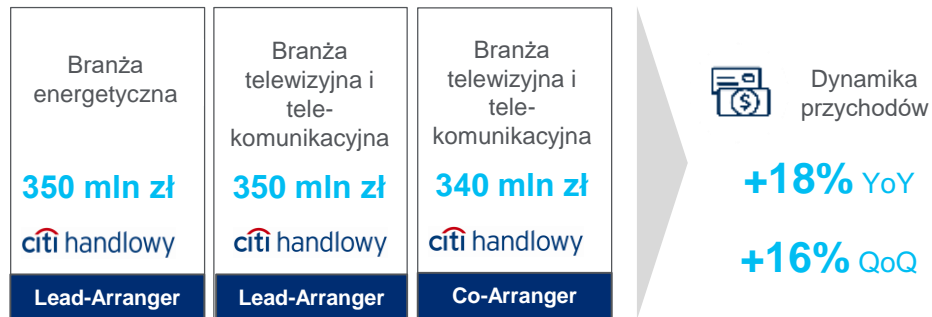 Branża
energetyczna
350 mln zł
citi handlowy
Lead-Arranger
Branża
telewizyjna i
tele-
komunikacyjna
350 mln zł
citi handlowy
Lead-Arranger
Branża
telewizyjna i
tele-
komunikacyjna
340 mln zł
citi handlowy
Co-Arranger
Dynamika
przychodów
+18% YoY
+16% QoQ